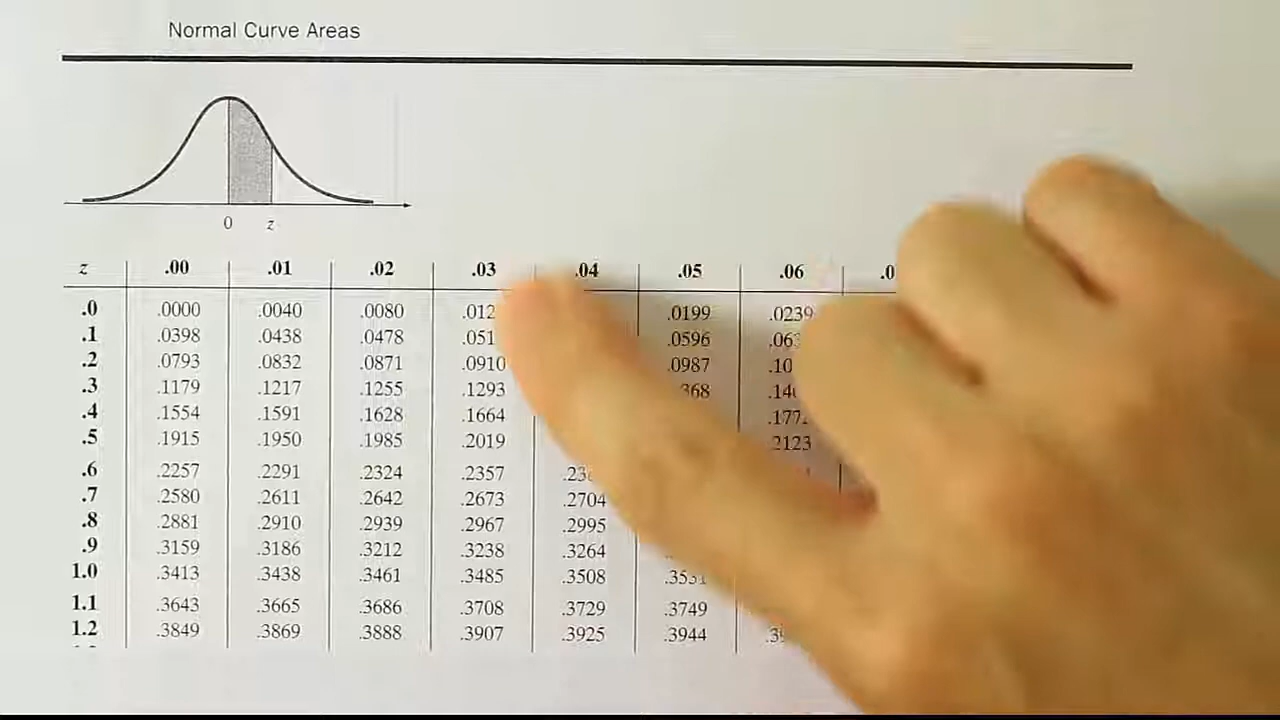 Normal Curve Areas
0 z
z .00 .01 .02 .03 .04 .05 .06
.0 .0000 .0040 .0080 .0199 .0239
.1 .0398 .0438 .0478 .0596
.2 .0793 .0832 .0871 .0910 .0987
.3 .1179 .1217 .1255 .1293
.4 .1554 .1591 .1628 .1664
.5 .1915 .1950 .1985 .2019 .2123
.6 .2257 .2291 .2324 .2357
.7 .2580 .2611 .2642 .2673 .2704
.8 .2881 .2910 .2939 .2967 .2995
.9 .3159 .3186 .3212 .3238 .3264
1.0 .3413 .3438 .3461 .3485 .3508 .3531
1.1 .3643 .3665 .3686 .3708 .3729 .3749
1.2 .3849 .3869 .3888 .3907 .3925 .3944